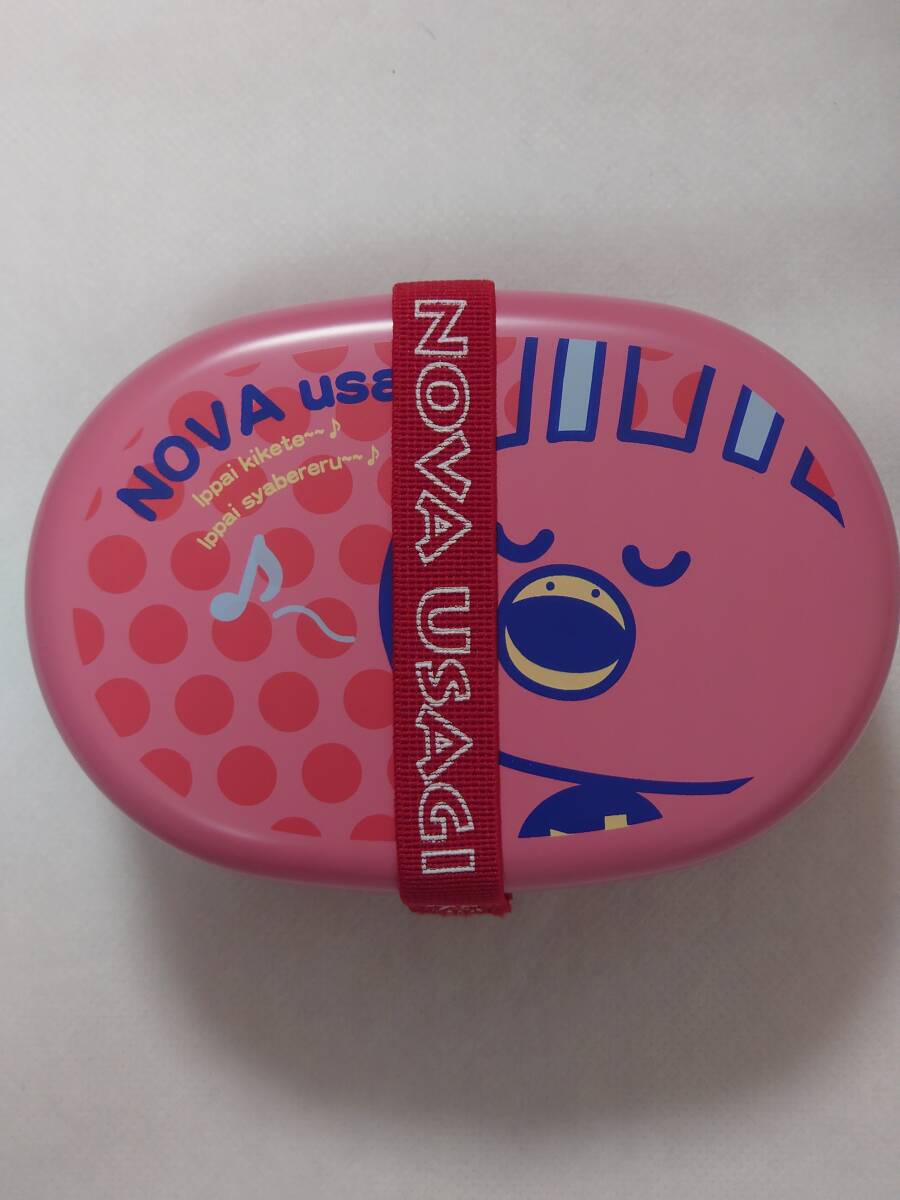 NOVA usa
Ippai kikete~~♪
Ippai syabereru~~♪
NOVA USAGI